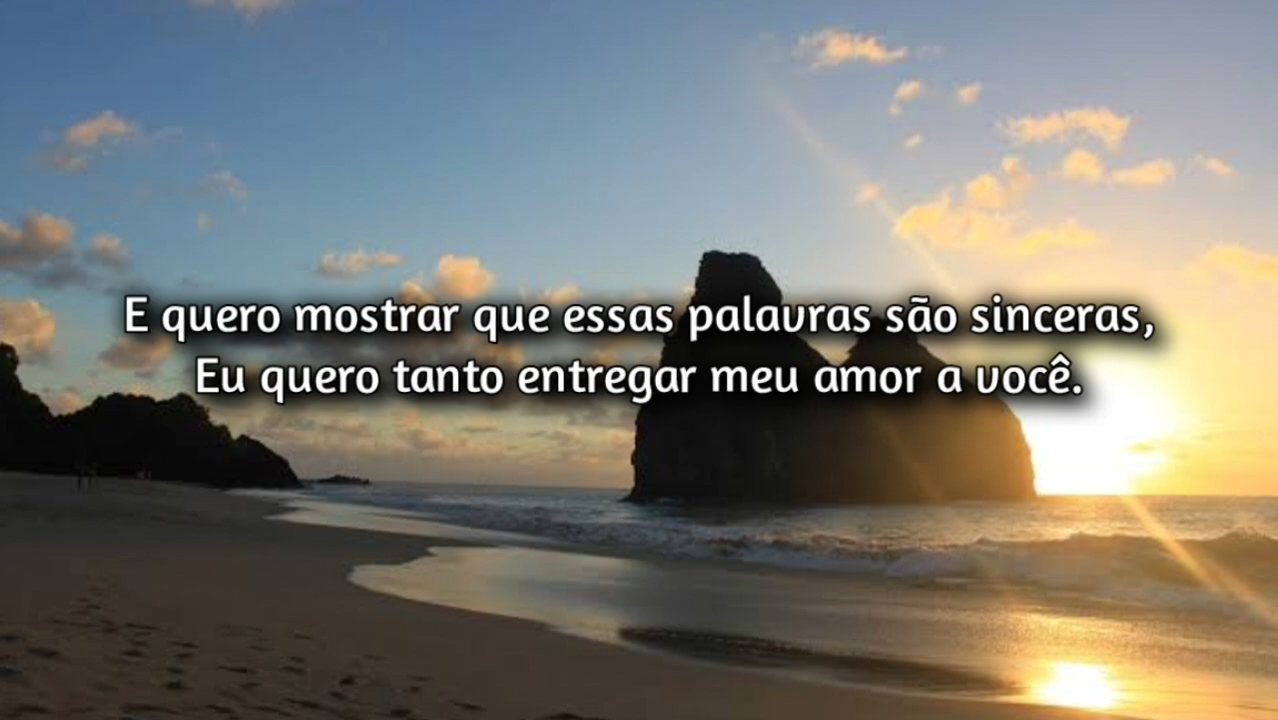 E quero mostrar que essas palavras são sinceras,
Eu quero tanto entregar meu amor a você.